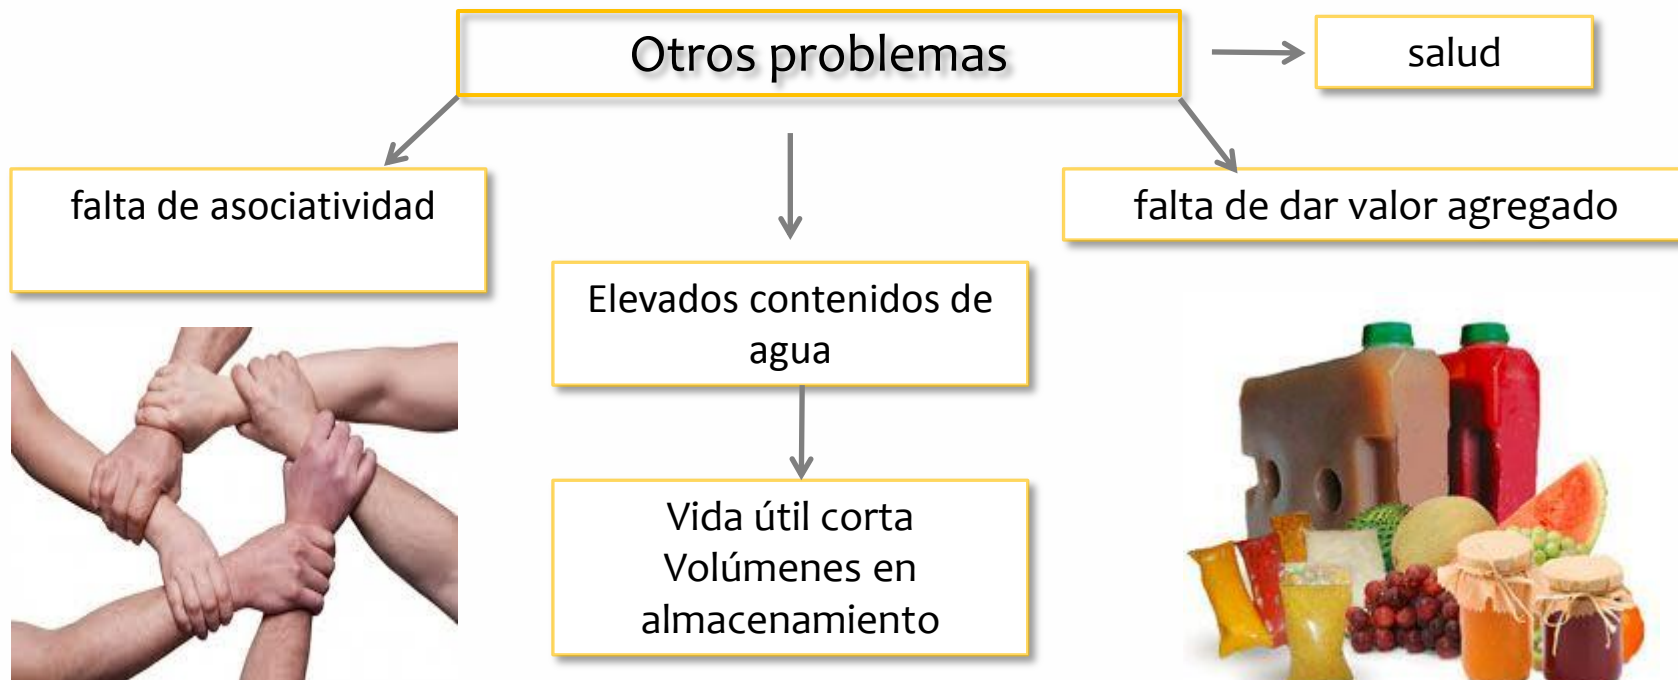 Otros problemas
salud
falta de asociatividad
falta de dar valor agregado
Elevados contenidos de
agua
Vida útil corta
Volúmenes en
almacenamiento